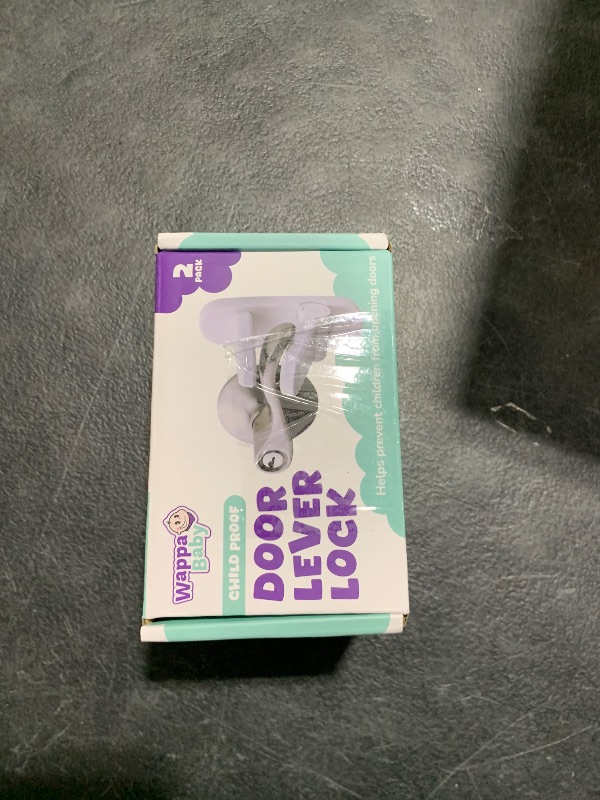 Wappa
Baby
CHILD PROOF
DOOR
LEVER
LOCK
2
PACK
Helps prevent children from opening doors